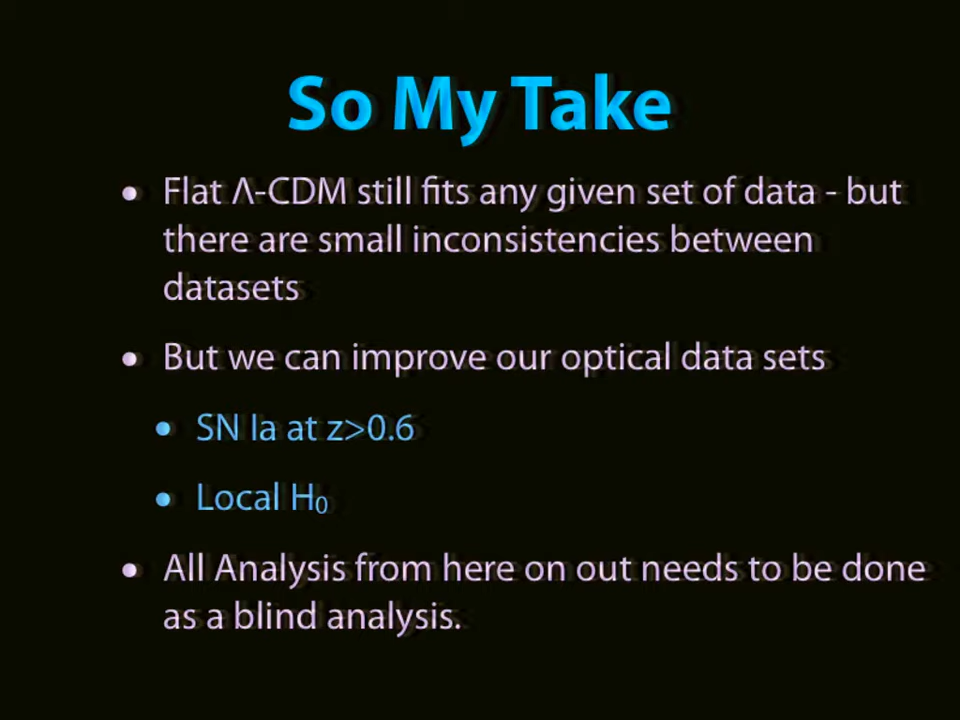 So My Take
• Flat Λ-CDM still fits any given set of data - but
there are small inconsistencies between
datasets
• But we can improve our optical data sets
• SN Ia at z>0.6
• Local H₀
• All Analysis from here on out needs to be done
as a blind analysis.